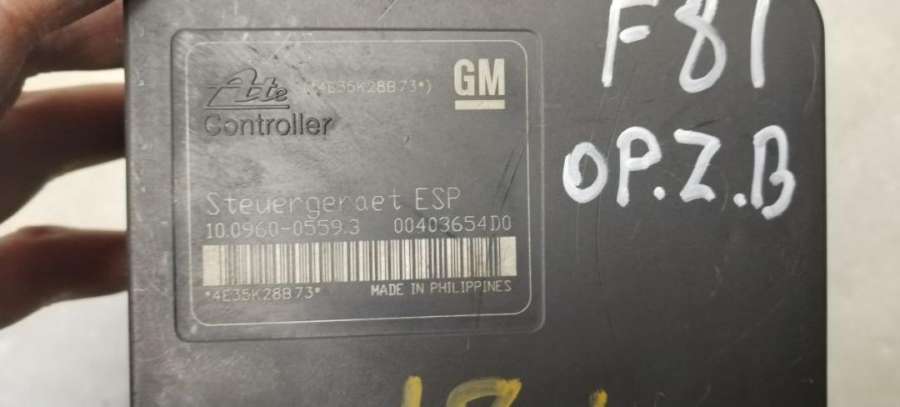 Ate (*4E35K28B73*) GM
Controller
Steuergeraet ESP
10.0960-0559.3 00403654D0
*4E35K28B73*
MADE IN PHILIPPINES
F81
OP.Z.B